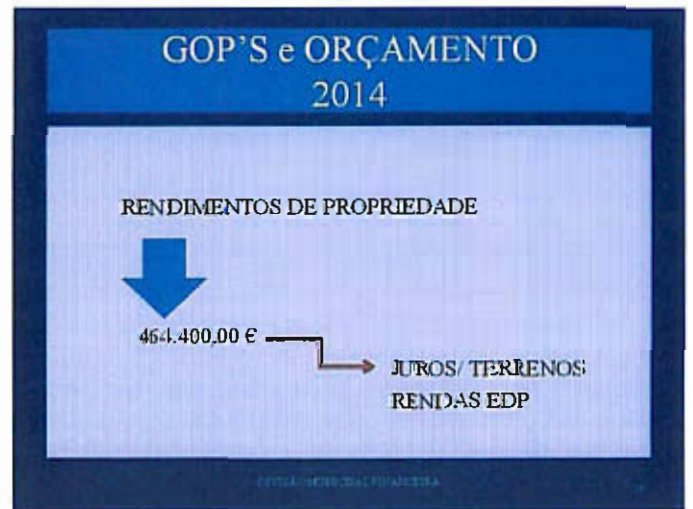 GOP'S e ORÇAMENTO
2014
RENDIMENTOS DE PROPRIEDADE
464.400,00 €
JUROS/ TERRENOS
RENDAS EDP